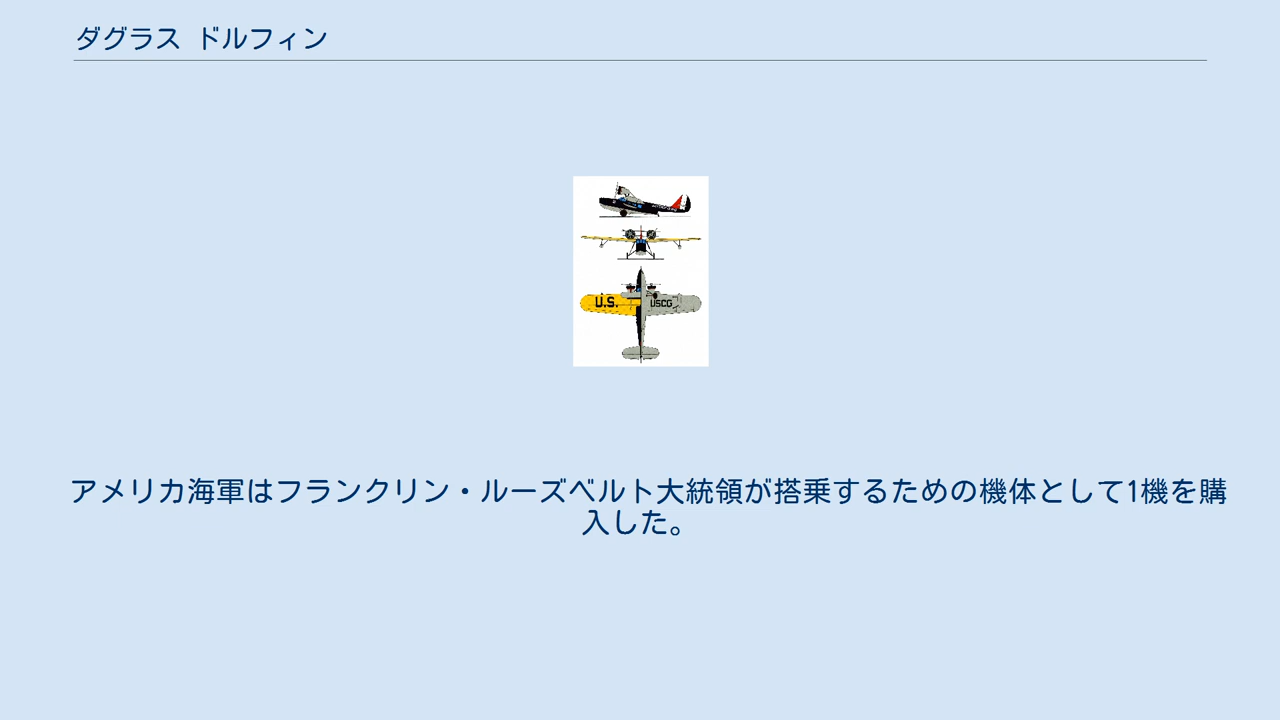 ダグラス ドルフィン
U.S.
USCG
アメリカ海軍はフランクリン・ルーズベルト大統領が搭乗するための機体として1機を購
入した。